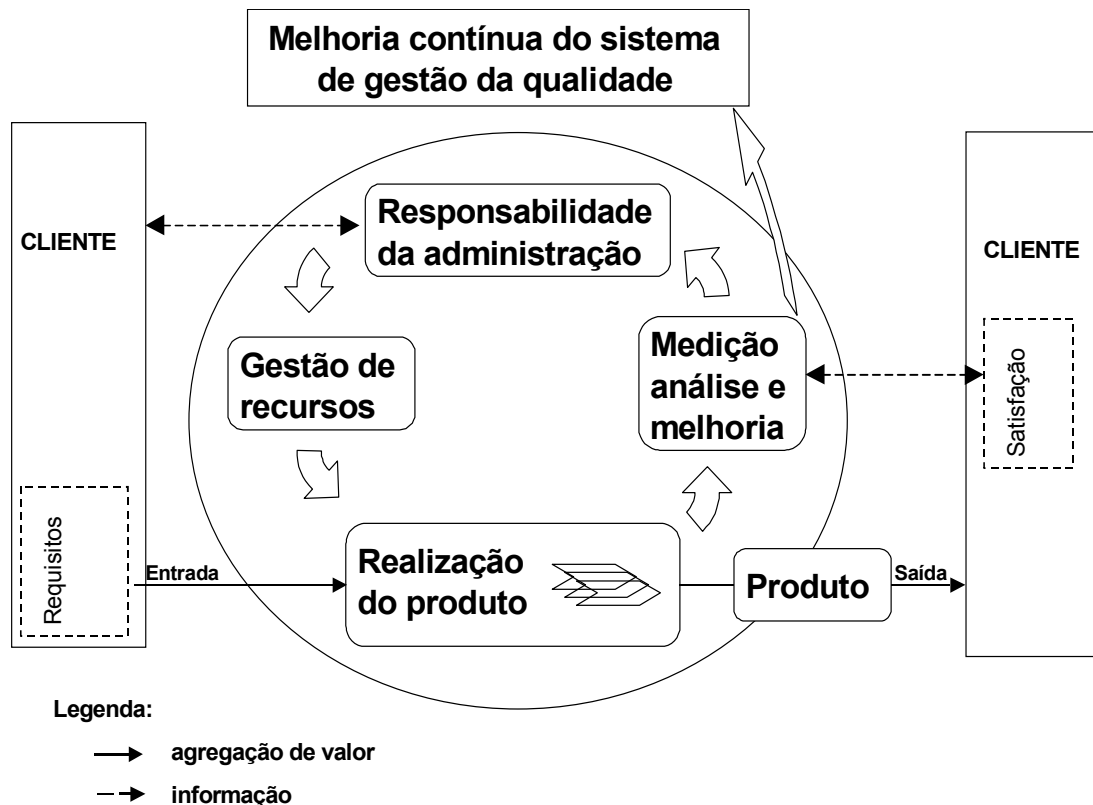 Melhoria contínua do sistema
de gestão da qualidade
CLIENTE
Responsabilidade
da administração
CLIENTE
Gestão de
recursos
Medição
análise e
melhoria
Satisfação
Requisitos
Entrada
Realização
do produto
Produto
Saída
Legenda:
agregação de valor
informação